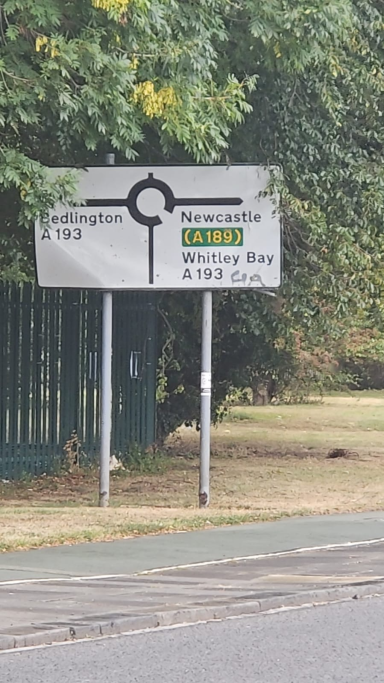 Bedlington
A 193
Newcastle
(A 189)
Whitley Bay
A 193